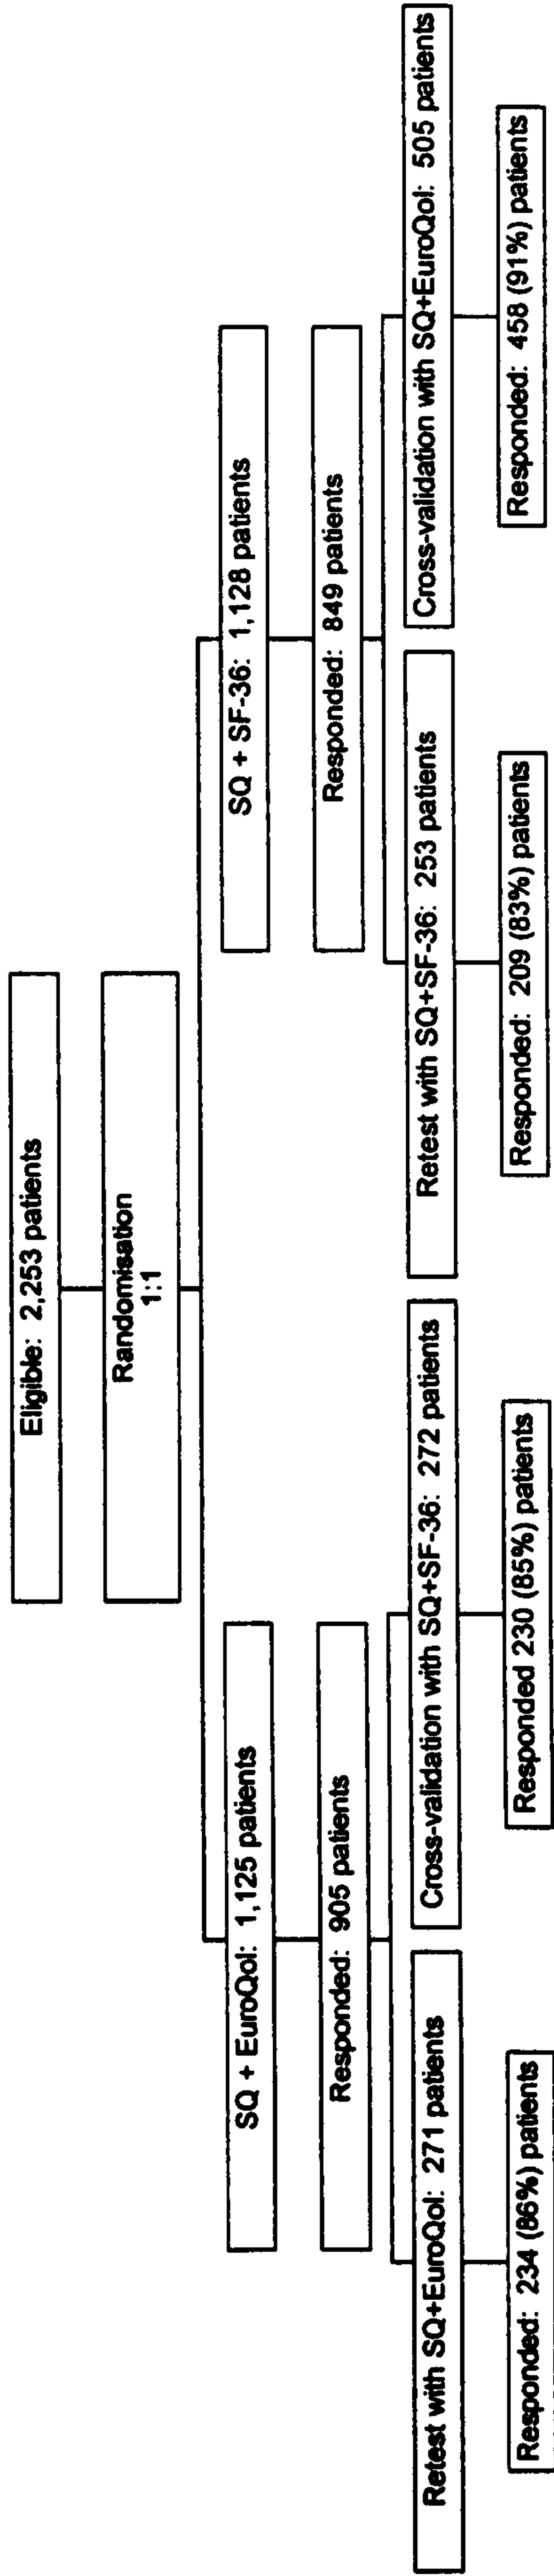 Eligible: 2,253 patients
Randomisation
1:1
SQ + EuroQol: 1,125 patients
SQ + SF-36: 1,128 patients
Responded: 905 patients
Responded: 849 patients
Retest with SQ+EuroQol: 271 patients
Cross-validation with SQ+SF-36: 272 patients
Retest with SQ+SF-36: 253 patients
Cross-validation with SQ+EuroQol: 505 patients
Responded: 234 (86%) patients
Responded 230 (85%) patients
Responded: 209 (83%) patients
Responded: 458 (91%) patients